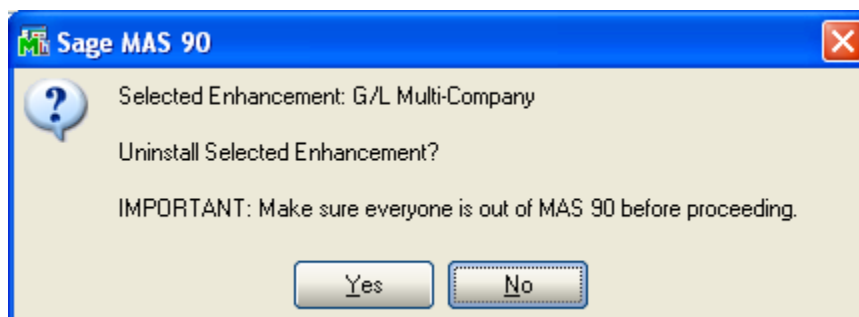 Sage MAS 90
Selected Enhancement: G/L Multi-Company
Uninstall Selected Enhancement?
IMPORTANT: Make sure everyone is out of MAS 90 before proceeding.
Yes
No